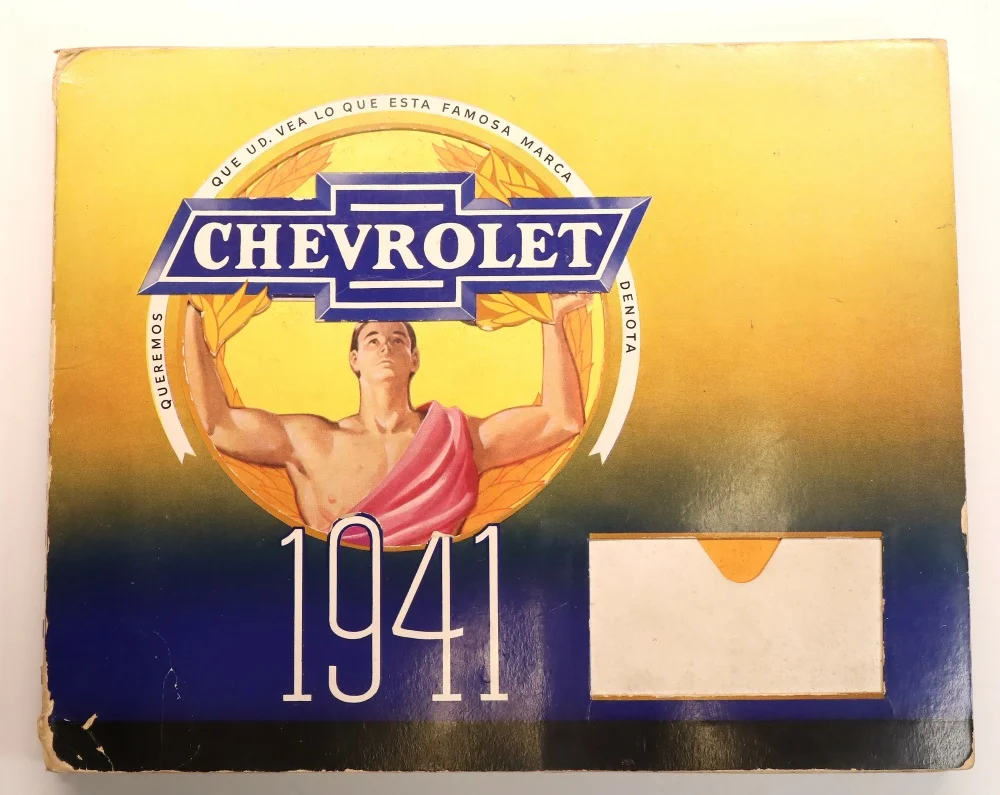 QUEREMOS QUE UD. VEA LO QUE ESTA FAMOSA MARCA DENOTA
CHEVROLET
1941